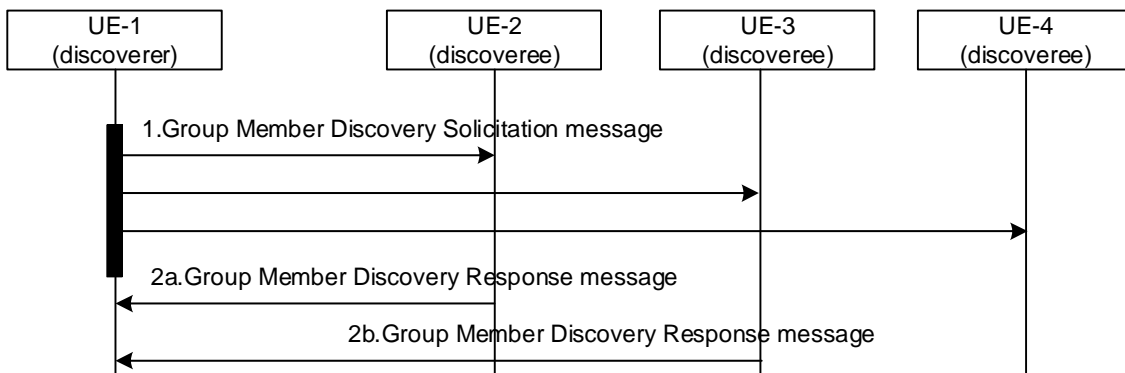 UE-1
(discoverer)
UE-2
(discoveree)
UE-3
(discoveree)
UE-4
(discoveree)
1.Group Member Discovery Solicitation message
2a.Group Member Discovery Response message
2b.Group Member Discovery Response message